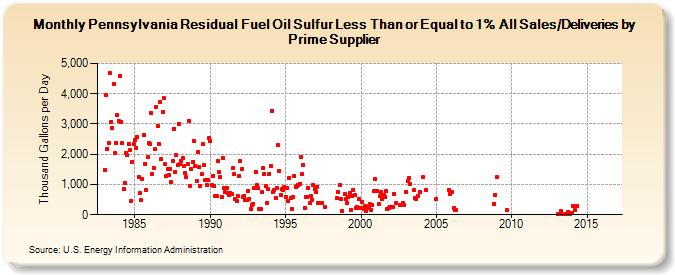 Monthly Pennsylvania Residual Fuel Oil Sulfur Less Than or Equal to 1% All Sales/Deliveries by
Prime Supplier
Thousand Gallons per Day
5,000
4,000
3,000
2,000
1,000
0
1985 1990 1995 2000 2005 2010 2015
Source: U.S. Energy Information Administration